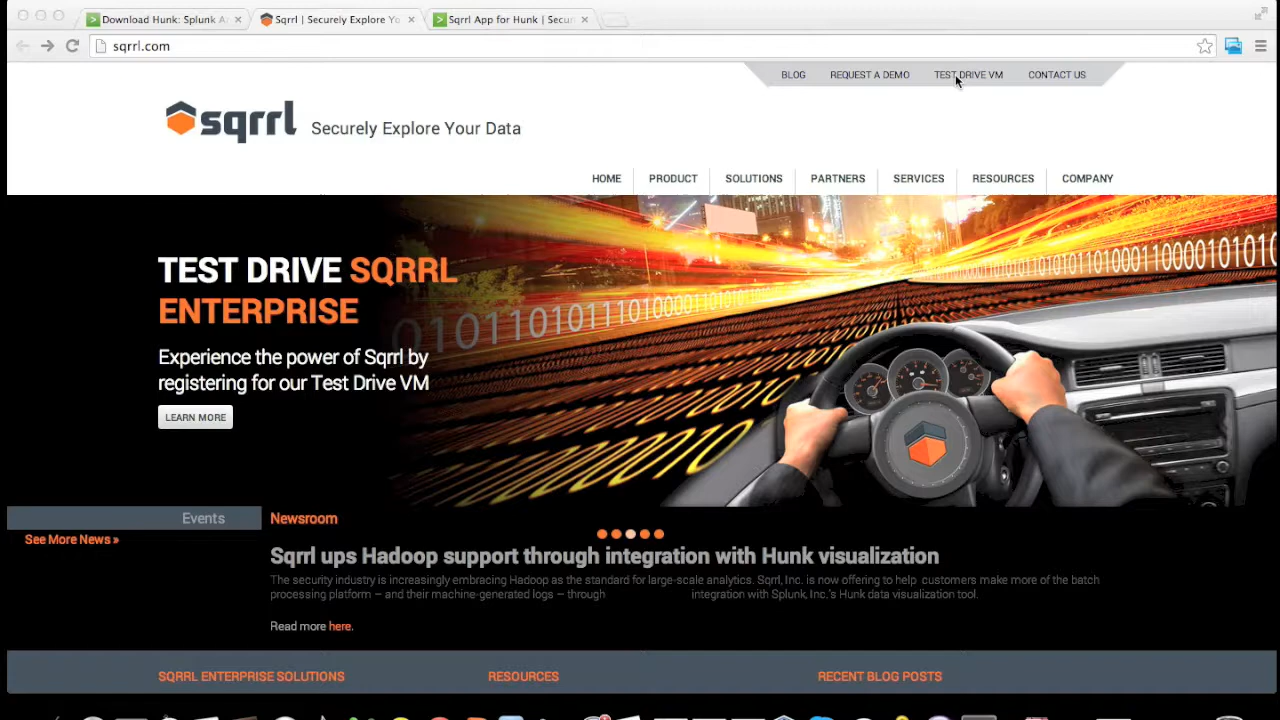 Download Hunk: Splunk A
Sqrrl | Securely Explore Yo
Sqrrl App for Hunk | Secur
sqrrl.com
BLOG
REQUEST A DEMO
TEST DRIVE VM
CONTACT US
sqrrl
Securely Explore Your Data
HOME
PRODUCT
SOLUTIONS
PARTNERS
SERVICES
RESOURCES
COMPANY
TEST DRIVE SQRRL
ENTERPRISE
Experience the power of Sqrrl by
registering for our Test Drive VM
LEARN MORE
Events
See More News »
Newsroom
Sqrrl ups Hadoop support through integration with Hunk visualization
The security industry is increasingly embracing Hadoop as the standard for large-scale analytics. Sqrrl, Inc. is now offering to help customers make more of the batch
processing platform – and their machine-generated logs – through integration with Splunk, Inc.'s Hunk data visualization tool.
Read more here.
SQRRL ENTERPRISE SOLUTIONS
RESOURCES
RECENT BLOG POSTS